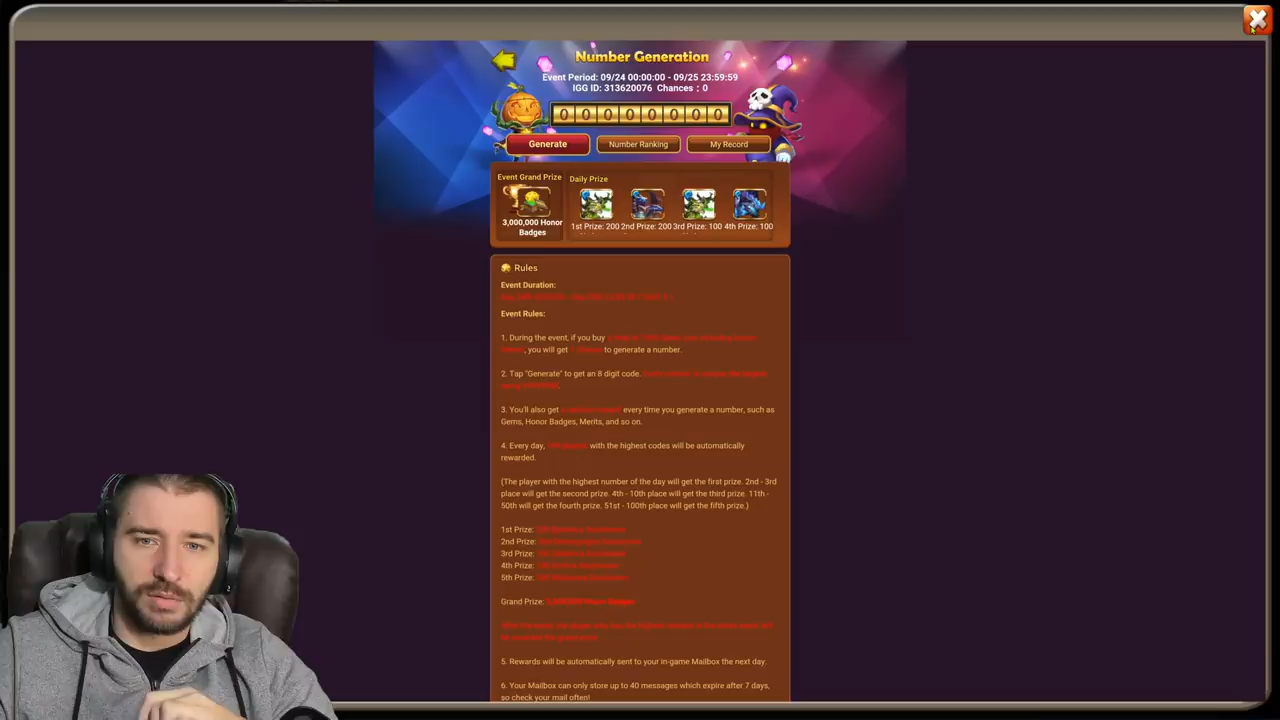 Number Generation
Event Period: 09/24 00:00:00 - 09/25 23:59:59
IGG ID: 313620076 Chances : 0
0 0 0 0 0 0 0 0
Generate
Number Ranking
My Record
Event Grand Prize
3,000,000 Honor
Badges
Daily Prize
1st Prize: 200 2nd Prize: 200 3rd Prize: 100 4th Prize: 100
Rules
Event Duration:
Event Rules:
1. During the event, if you buy
, you will get to generate a number.
2. Tap "Generate" to get an 8 digit code.
3. You'll also get every time you generate a number, such as
Gems, Honor Badges, Merits, and so on.
4. Every day, with the highest codes will be automatically
rewarded.
(The player with the highest number of the day will get the first prize. 2nd - 3rd
place will get the second prize. 4th - 10th place will get the third prize. 11th -
50th will get the fourth prize. 51st - 100th place will get the fifth prize.)
1st Prize:
2nd Prize:
3rd Prize:
4th Prize:
5th Prize:
Grand Prize: 3,000,000 Honor Badges
5. Rewards will be automatically sent to your in-game Mailbox the next day.
6. Your Mailbox can only store up to 40 messages which expire after 7 days,
so check your mail often!